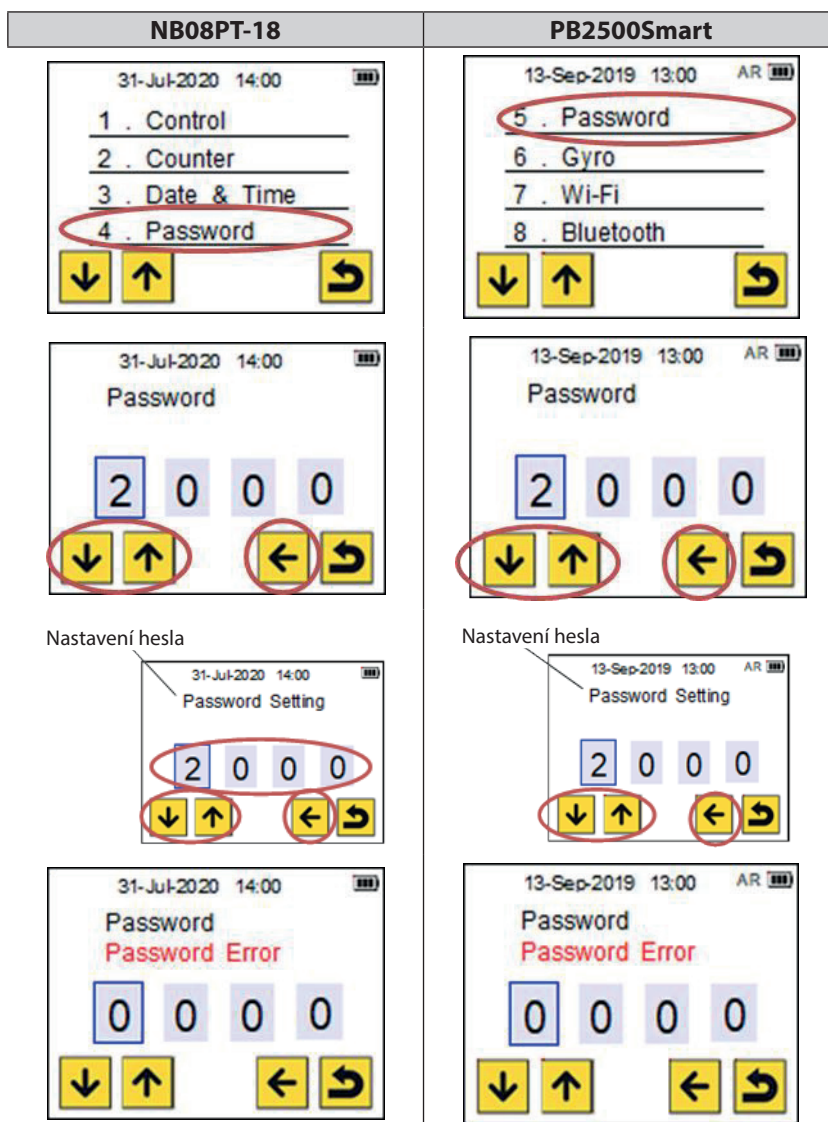 NB08PT-18
PB2500Smart
31-Jul-2020 14:00
1 . Control
2 . Counter
3 . Date & Time
4 . Password
13-Sep-2019 13:00 AR
5 . Password
6 . Gyro
7 . Wi-Fi
8 . Bluetooth
31-Jul-2020 14:00
Password
2 0 0 0
13-Sep-2019 13:00 AR
Password
2 0 0 0
Nastavení hesla
31-Jul-2020 14:00
Password Setting
2 0 0 0
Nastavení hesla
13-Sep-2019 13:00 AR
Password Setting
2 0 0 0
31-Jul-2020 14:00
Password
Password Error
0 0 0 0
13-Sep-2019 13:00 AR
Password
Password Error
0 0 0 0